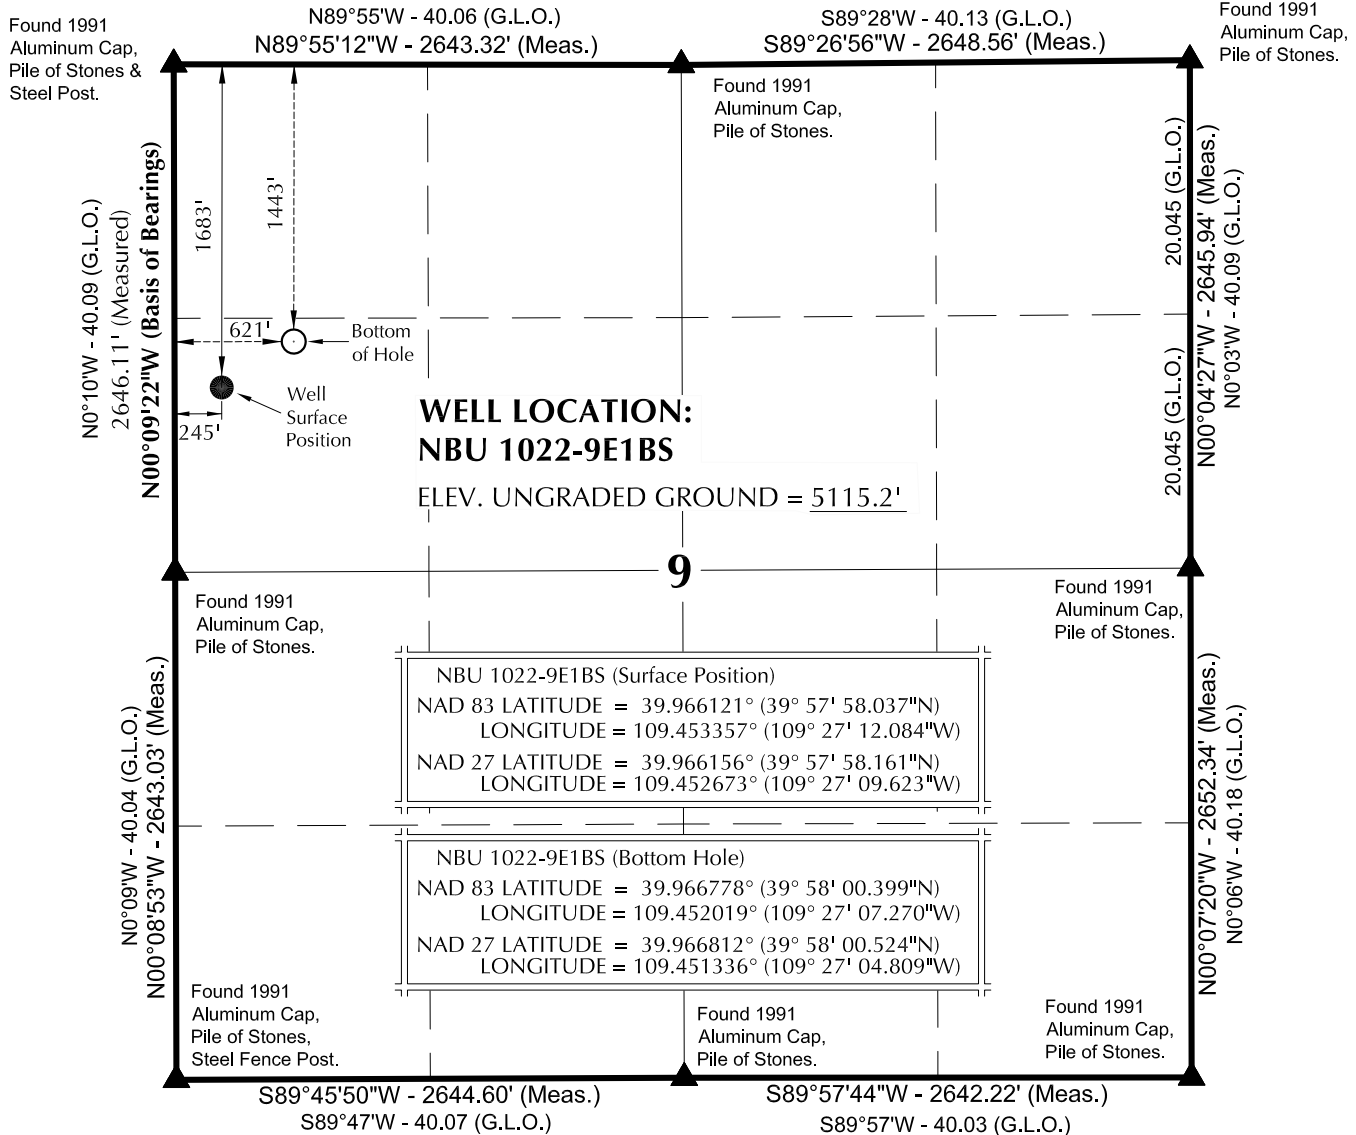 Found 1991
Aluminum Cap,
Pile of Stones &
Steel Post.
N89°55'W - 40.06 (G.L.O.)
N89°55'12"W - 2643.32' (Meas.)
S89°28'W - 40.13 (G.L.O.)
S89°26'56"W - 2648.56' (Meas.)
Found 1991
Aluminum Cap,
Pile of Stones.
Found 1991
Aluminum Cap,
Pile of Stones.
N0°10'W - 40.09 (G.L.O.)
2646.11' (Measured)
N00°09'22"W (Basis of Bearings)
1683'
1443'
20.045 (G.L.O.)
20.045 (G.L.O.)
N00°04'27"W - 2645.94' (Meas.)
N0°03'W - 40.09 (G.L.O.)
621'
Bottom
of Hole
Well
Surface
Position
245'
WELL LOCATION:
NBU 1022-9E1BS
ELEV. UNGRADED GROUND = 5115.2'
9
Found 1991
Aluminum Cap,
Pile of Stones.
Found 1991
Aluminum Cap,
Pile of Stones.
N0°09'W - 40.04 (G.L.O.)
N00°08'53"W - 2643.03' (Meas.)
NBU 1022-9E1BS (Surface Position)
NAD 83 LATITUDE = 39.966121° (39° 57' 58.037"N)
LONGITUDE = 109.453357° (109° 27' 12.084"W)
NAD 27 LATITUDE = 39.966156° (39° 57' 58.161"N)
LONGITUDE = 109.452673° (109° 27' 09.623"W)
NBU 1022-9E1BS (Bottom Hole)
NAD 83 LATITUDE = 39.966778° (39° 58' 00.399"N)
LONGITUDE = 109.452019° (109° 27' 07.270"W)
NAD 27 LATITUDE = 39.966812° (39° 58' 00.524"N)
LONGITUDE = 109.451336° (109° 27' 04.809"W)
N00°07'20"W - 2652.34' (Meas.)
N0°06'W - 40.18 (G.L.O.)
Found 1991
Aluminum Cap,
Pile of Stones,
Steel Fence Post.
Found 1991
Aluminum Cap,
Pile of Stones.
Found 1991
Aluminum Cap,
Pile of Stones.
S89°45'50"W - 2644.60' (Meas.)
S89°47'W - 40.07 (G.L.O.)
S89°57'44"W - 2642.22' (Meas.)
S89°57'W - 40.03 (G.L.O.)